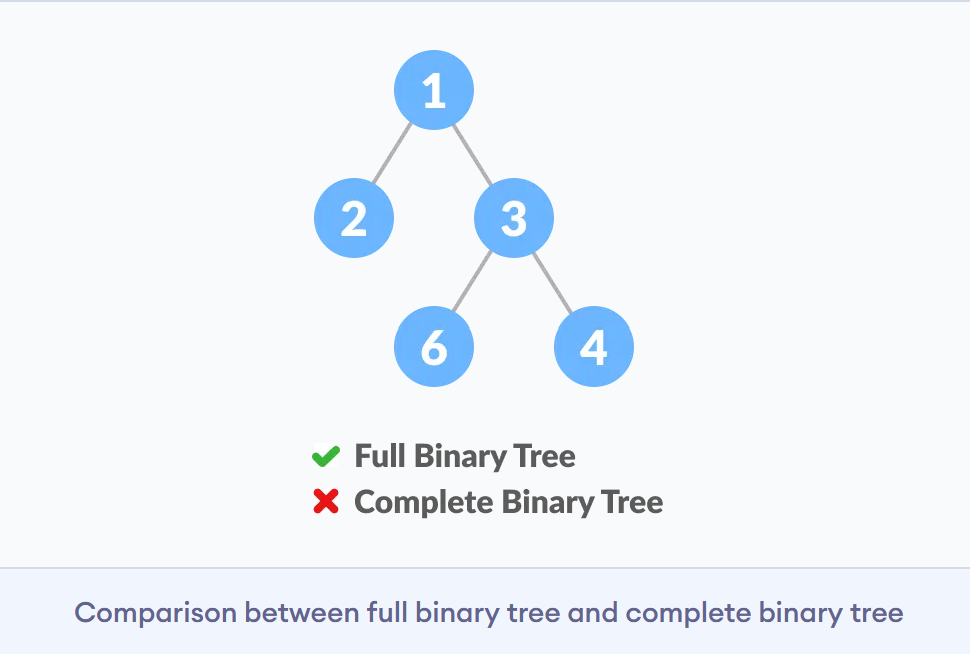 1
2 3
6 4
Full Binary Tree
Complete Binary Tree
Comparison between full binary tree and complete binary tree